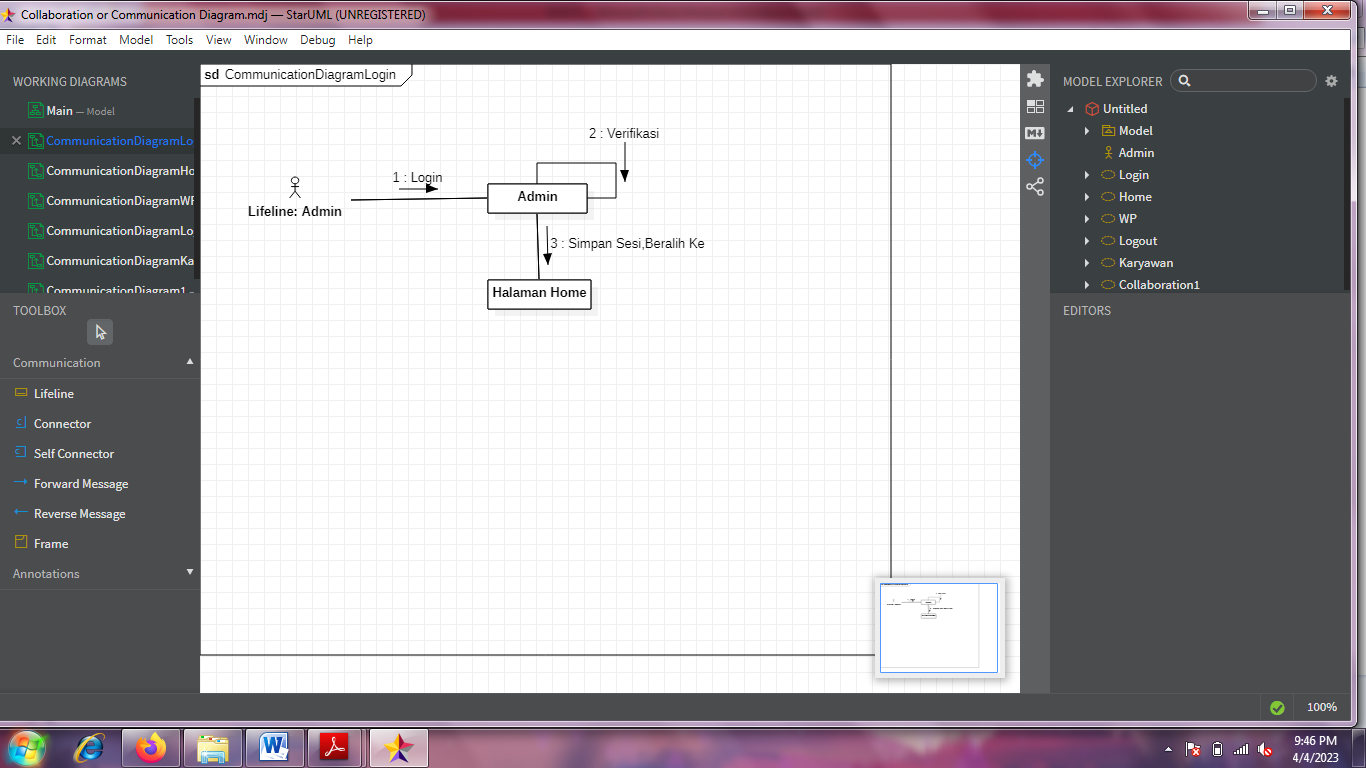 Collaboration or Communication Diagram.mdj — StarUML (UNREGISTERED)
File Edit Format Model Tools View Window Debug Help
WORKING DIAGRAMS
Main — Model
CommunicationDiagramLo
CommunicationDiagramHo
CommunicationDiagramWP
CommunicationDiagramLo
CommunicationDiagramKa
CommunicationDiagram1 –
TOOLBOX
Communication
Lifeline
Connector
Self Connector
Forward Message
Reverse Message
Frame
Annotations
sd CommunicationDiagramLogin
2 : Verifikasi
1 : Login
Admin
Lifeline: Admin
3 : Simpan Sesi,Beralih Ke
Halaman Home
MODEL EXPLORER
Untitled
Model
Admin
Login
Home
WP
Logout
Karyawan
Collaboration1
EDITORS
100%
9:46 PM
4/4/2023